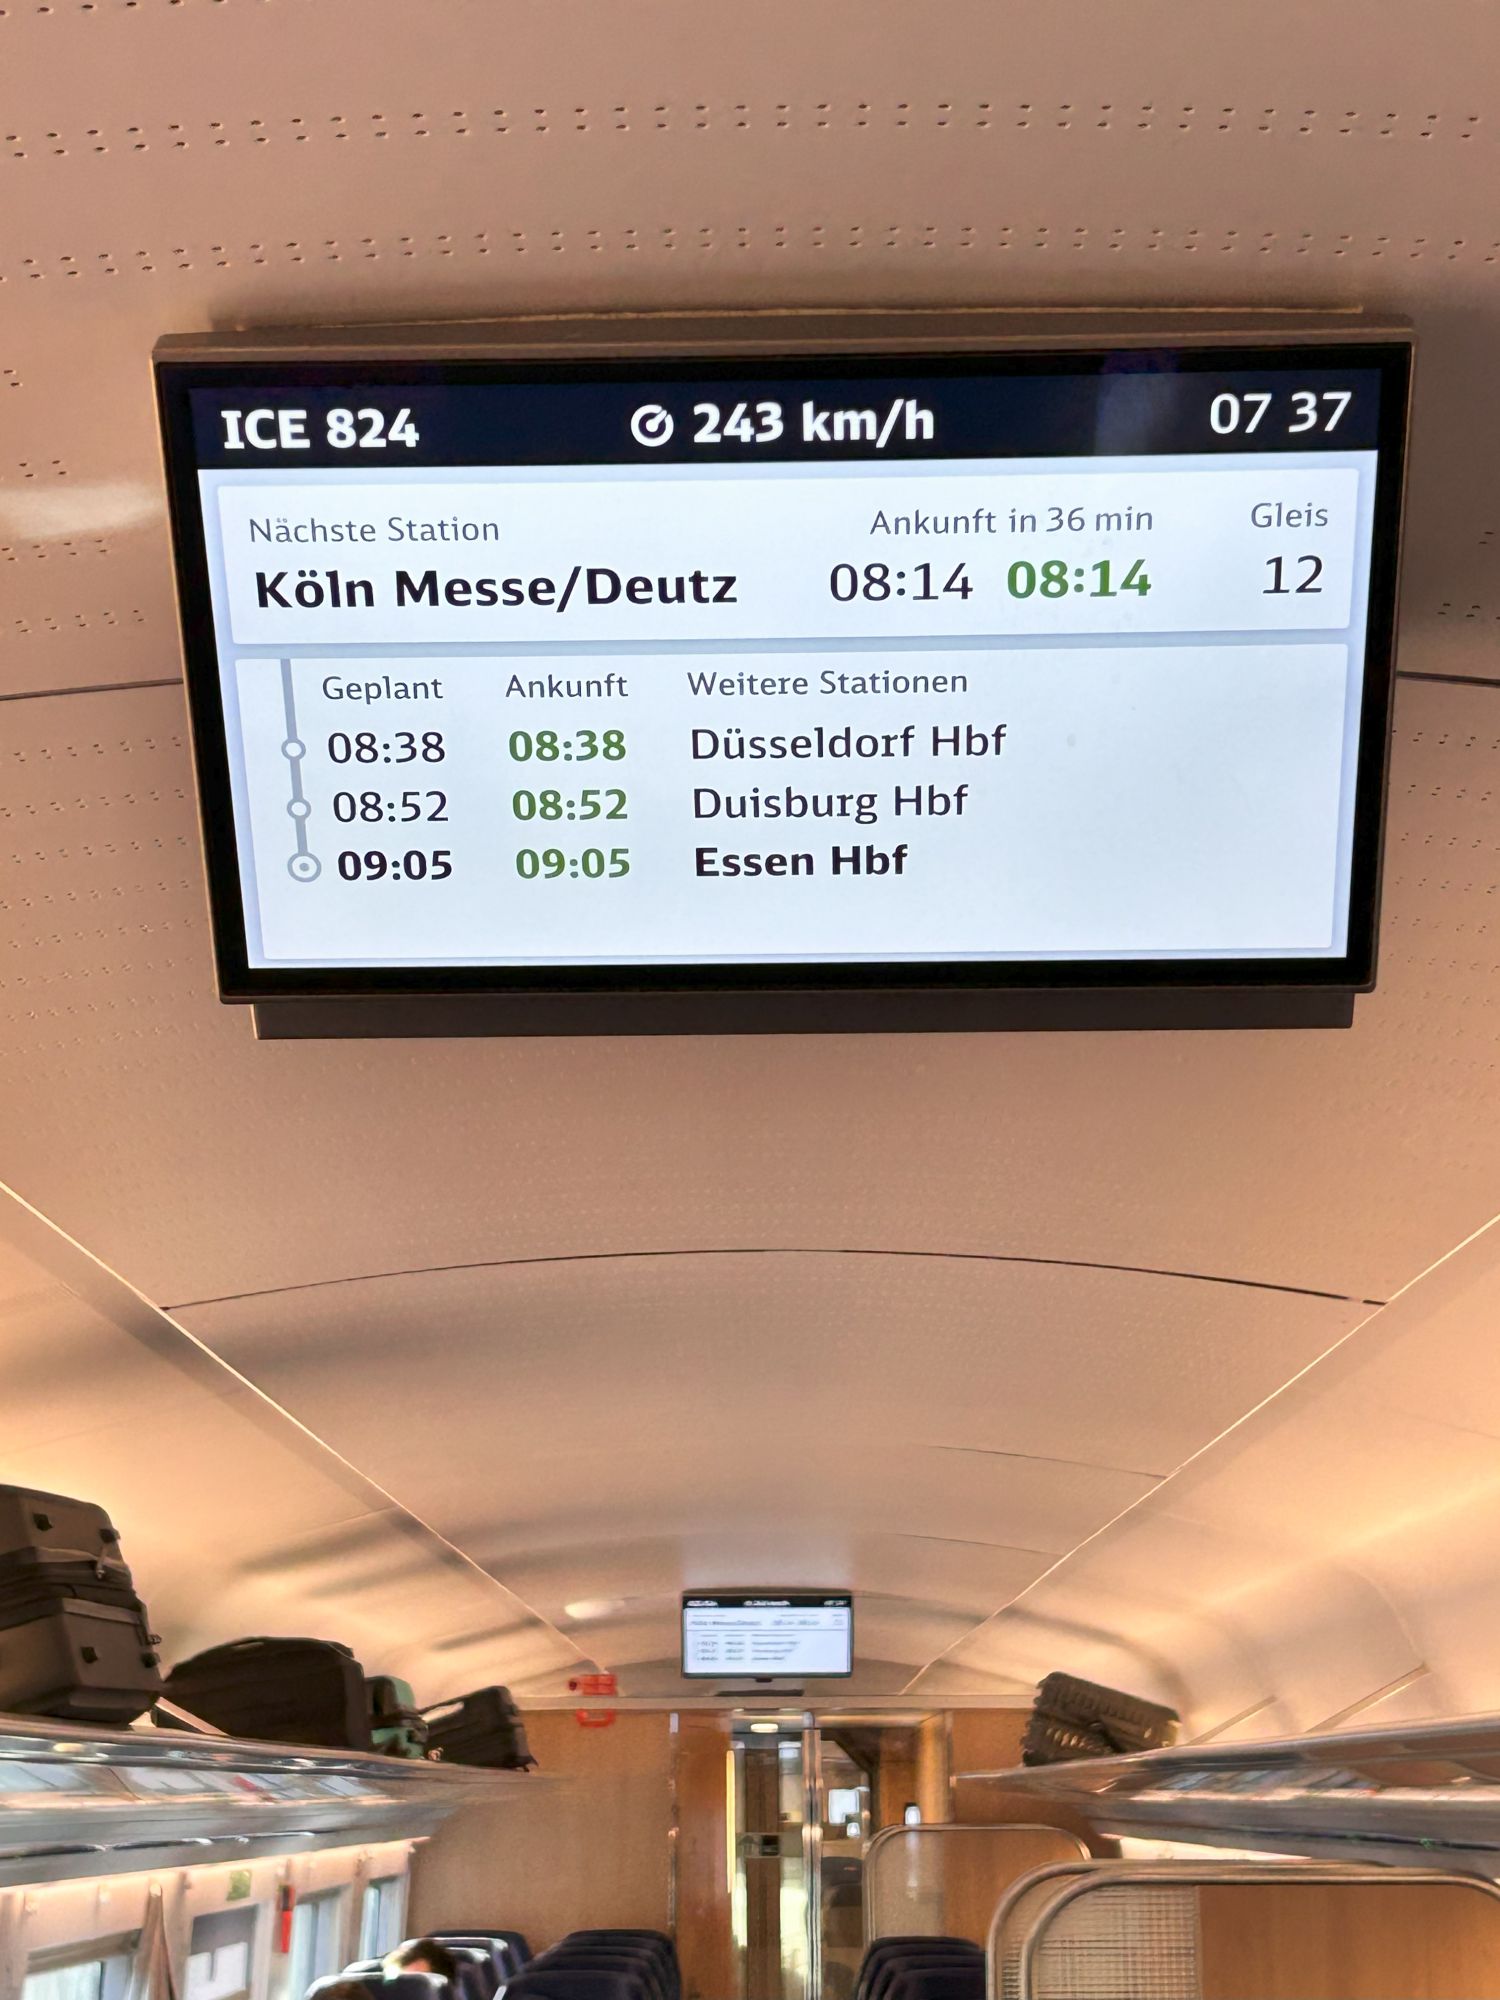 ICE 824 243 km/h 07 37
Nächste Station Ankunft in 36 min Gleis
Köln Messe/Deutz 08:14 08:14 12
Geplant Ankunft Weitere Stationen
08:38 08:38 Düsseldorf Hbf
08:52 08:52 Duisburg Hbf
09:05 09:05 Essen Hbf